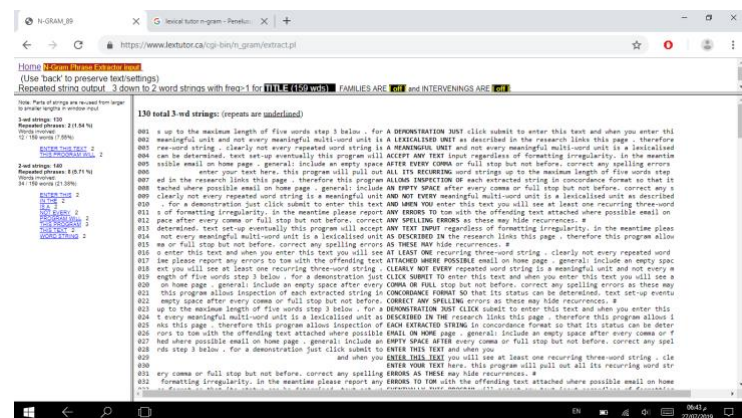 N-GRAM_89
lexical tutor n-gram - Penelusu
https://www.lextutor.ca/cgi-bin/n_gram/extract.pl
Home N-Gram Phrase Extractor input.
(Use 'back' to preserve text/settings)
Repeated string output 3 down to 2 word strings with freq>1 for TITLE (159 wds) FAMILIES ARE off and INTERVENINGS ARE off
Note: Parts of strings are re-used from larger
to smaller lengths in window input
3-wd strings: 130
Repeated phrases: 2 (1.54 %)
Words involved:
12 / 159 words (7.55%)
ENTER THIS TEXT 2
THIS PROGRAM WILL 2
2-wd strings: 140
Repeated phrases: 8 (5.71 %)
Words involved:
34 / 159 words (21.38%)
ENTER THIS 2
IN THE 2
IS A 2
NOT EVERY 2
PROGRAM WILL 2
THIS PROGRAM 2
THIS TEXT 2
WORD STRING 2
130 total 3-wd strings: (repeats are underlined)
001 x up to the maximum length of five words step 3 below . for A DEMONSTRATION JUST click submit to enter this text and when you enter thi
002 meaningful unit and not every meaningful multi-word unit is A LEXICALISED UNIT as described in the research links this page . therefore
003 ree-word string . clearly not every repeated word string is A MEANINGFUL UNIT and not every meaningful multi-word unit is a lexicalised
004 can be determined. text set-up eventually this program will ACCEPT ANY TEXT input regardless of formatting irregularity. in the meantim
005 ossible email on home page . general: include an empty space AFTER EVERY COMMA or full stop but not before. correct any spelling errors
006 enter your text here. this program will pull out ALL ITS RECURRING word strings up to the maximum length of five words step
007 ed in the research links this page . therefore this program ALLOWS INSPECTION OF each extracted string in concordance format so that it
008 tached where possible email on home page . general: include AN EMPTY SPACE after every comma or full stop but not before. correct any s
009 clearly not every repeated word string is a meaningful unit AND NOT EVERY meaningful multi-word unit is a lexicalised unit as described
010 . for a demonstration just click submit to enter this text AND WHEN YOU enter this text you will see at least one recurring three-word
011 s of formatting irregularity. in the meantime please report ANY ERRORS TO tom with the offending text attached where possible email on
012 pace after every comma or full stop but not before. correct ANY SPELLING ERRORS as these may hide recurrences. #
013 determined. text set-up eventually this program will accept ANY TEXT INPUT regardless of formatting irregularity. in the meantime pleas
014 not every meaningful multi-word unit is a lexicalised unit AS DESCRIBED IN the research links this page . therefore this program allow
015 ma or full stop but not before. correct any spelling errors AS THESE MAY hide recurrences. #
016 o enter this text and when you enter this text you will see AT LEAST ONE recurring three-word string . clearly not every repeated word
017 ime please report any errors to tom with the offending text ATTACHED WHERE POSSIBLE email on home page . general: include an empty spac
018 ext you will see at least one recurring three-word string . CLEARLY NOT EVERY repeated word string is a meaningful unit and not every m
019 ength of five words step 3 below . for a demonstration just CLICK SUBMIT TO enter this text and when you enter this text you will see a
020 on home page . general: include an empty space after every COMMA OR FULL stop but not before. correct any spelling errors as these may
021 this program allows inspection of each extracted string in CONCORDANCE FORMAT SO that its status can be determined. text set-up eventu
022 empty space after every comma or full stop but not before. CORRECT ANY SPELLING errors as these may hide recurrences. #
023 up to the maximum length of five words step 3 below . for a DEMONSTRATION JUST CLICK submit to enter this text and when you enter this
024 t every meaningful multi-word unit is a lexicalised unit as DESCRIBED IN THE research links this page . therefore this program allows i
025 nks this page . therefore this program allows inspection of EACH EXTRACTED STRING in concordance format so that its status can be deter
026 rors to tom with the offending text attached where possible EMAIL ON HOME page . general: include an empty space after every comma or f
027 hed where possible email on home page . general: include an EMPTY SPACE AFTER every comma or full stop but not before. correct any spel
028 rds step 3 below . for a demonstration just click submit to ENTER THIS TEXT and when you
029 and when you ENTER THIS TEXT you will see at least one recurring three-word string . cle
030 ENTER YOUR TEXT here. this program will pull out all its recurring word str
031 ery comma or full stop but not before. correct any spelling ERRORS AS THESE may hide recurrences. #
032 formatting irregularity. in the meantime please report any ERRORS TO TOM with the offending text attached where possible email on home
EN
06:43 م
27/07/2019